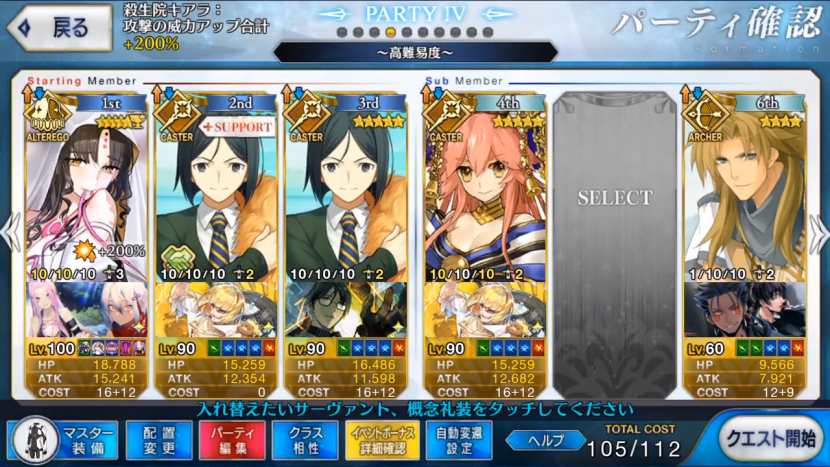 戻る
殺生院キアラ：
攻撃の威力アップ合計
+200%
PARTY IV
～高難易度～
パーティ確認
Formation
Starting Member
Sub Member
1st
2nd
3rd
4th
6th
ALTEREGO
CASTER
+SUPPORT
CASTER
CASTER
SELECT
ARCHER
+200%
10/10/10 3
10/10/10 2
10/10/10 2
10/10/10 2
1/10/10 2
Lv.100
Lv.90
Lv.90
Lv.90
Lv.60
HP 18,788
ATK 15,241
COST 16+12
HP 15,259
ATK 12,354
COST 0
HP 16,486
ATK 11,598
COST 16+12
HP 15,259
ATK 12,682
COST 16+12
HP 9,566
ATK 7,921
COST 12+9
入れ替えたいサーヴァント、概念礼装をタッチしてください
マスター
装備
配置
変更
パーティ
編集
クラス
相性
イベントボーナス
詳細確認
自動変遷
設定
ヘルプ
TOTAL COST
105/112
クエスト開始